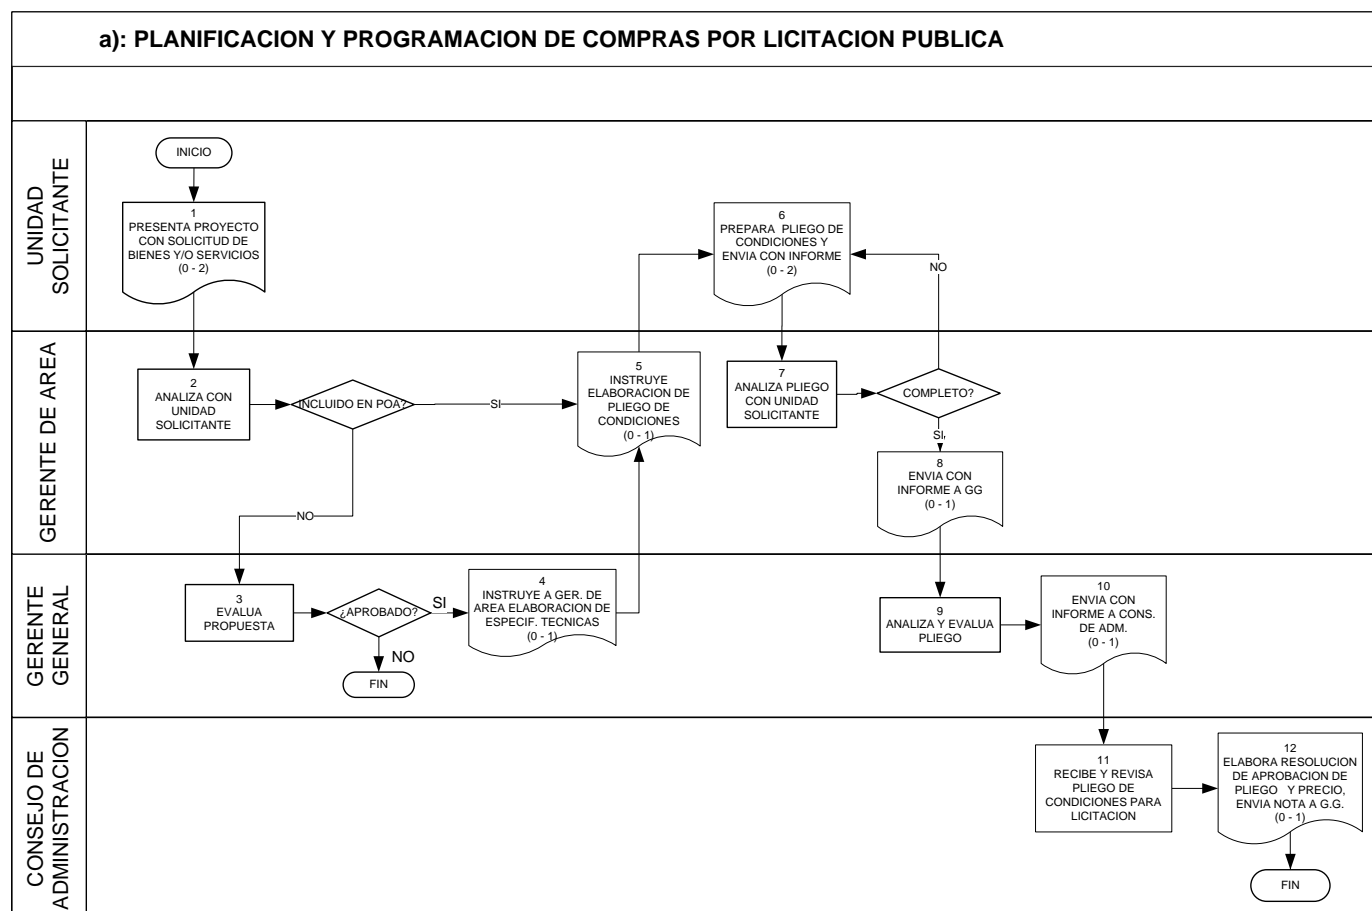 a): PLANIFICACION Y PROGRAMACION DE COMPRAS POR LICITACION PUBLICA
UNIDAD
SOLICITANTE
INICIO
1
PRESENTA PROYECTO
CON SOLICITUD DE
BIENES Y/O SERVICIOS
(0 - 2)
6
PREPARA PLIEGO DE
CONDICIONES Y
ENVIA CON INFORME
(0 - 2)
NO
GERENTE DE AREA
2
ANALIZA CON
UNIDAD
SOLICITANTE
INCLUIDO EN POA?
SI
5
INSTRUYE
ELABORACION DE
PLIEGO DE
CONDICIONES
(0 - 1)
7
ANALIZA PLIEGO
CON UNIDAD
SOLICITANTE
COMPLETO?
SI
8
ENVIA CON
INFORME A GG
(0 - 1)
NO
GERENTE
GENERAL
3
EVALUA
PROPUESTA
¿APROBADO?
SI
NO
FIN
4
INSTRUYE A GER. DE
AREA ELABORACION DE
ESPECIF. TECNICAS
(0 - 1)
9
ANALIZA Y EVALUA
PLIEGO
10
ENVIA CON
INFORME A CONS.
DE ADM.
(0 - 1)
CONSEJO DE
ADMINISTRACION
11
RECIBE Y REVISA
PLIEGO DE
CONDICIONES PARA
LICITACION
12
ELABORA RESOLUCION
DE APROBACION DE
PLIEGO Y PRECIO,
ENVIA NOTA A G.G.
(0 - 1)
FIN